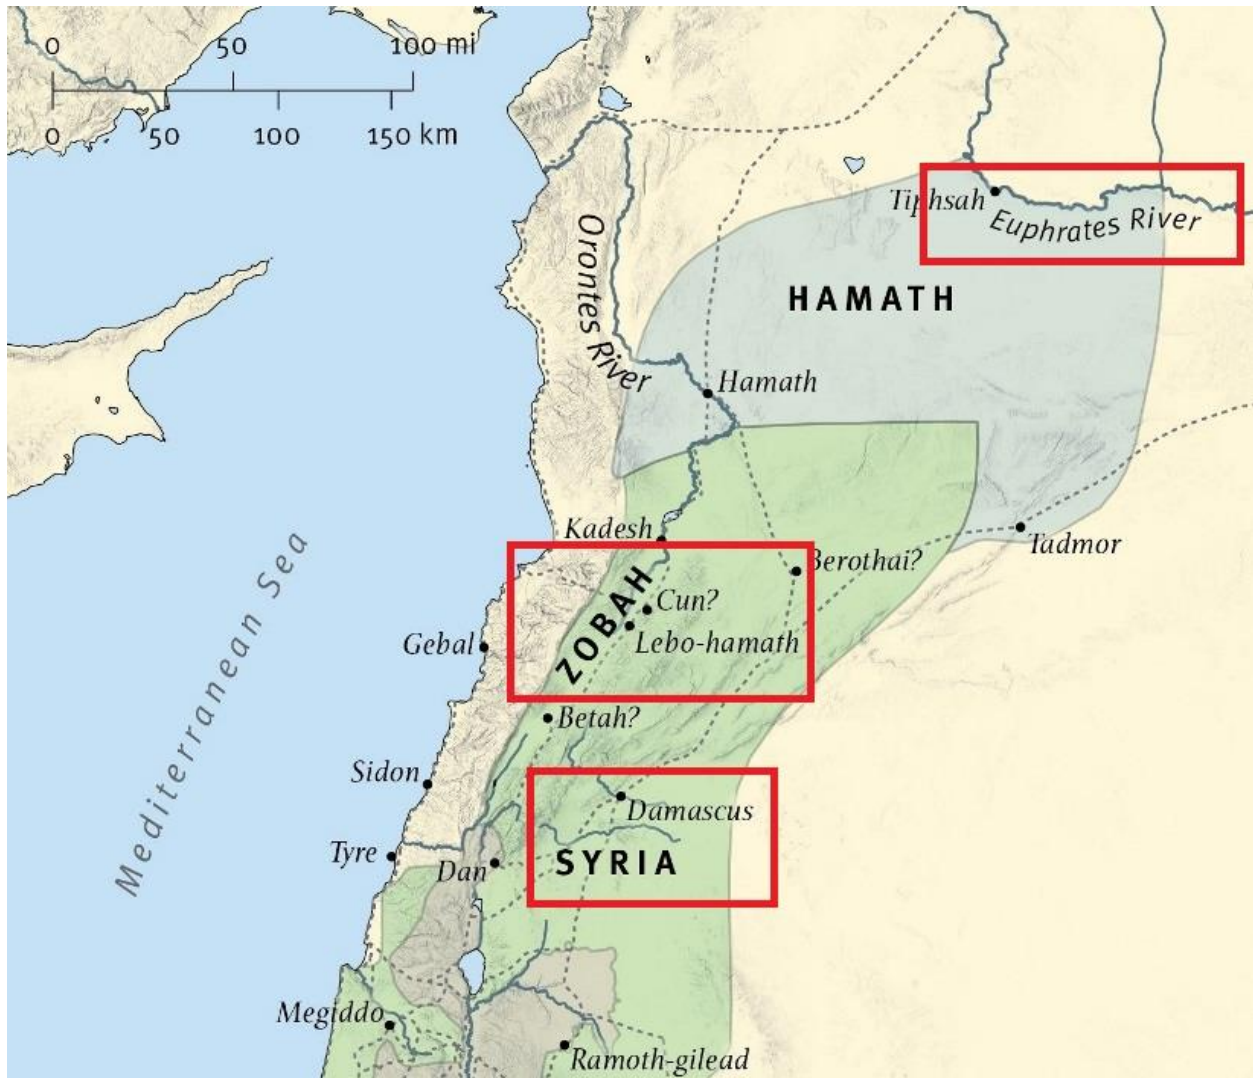 0 50 100 mi
0 50 100 150 km
Tiphsah
Euphrates River
Orontes River
HAMATH
Hamath
Kadesh
Berothai?
Tadmor
ZOBAH
Cun?
Lebo-hamath
Gebal
Mediterranean Sea
Betah?
Sidon
Damascus
Tyre
Dan
SYRIA
Megiddo
Ramoth-gilead